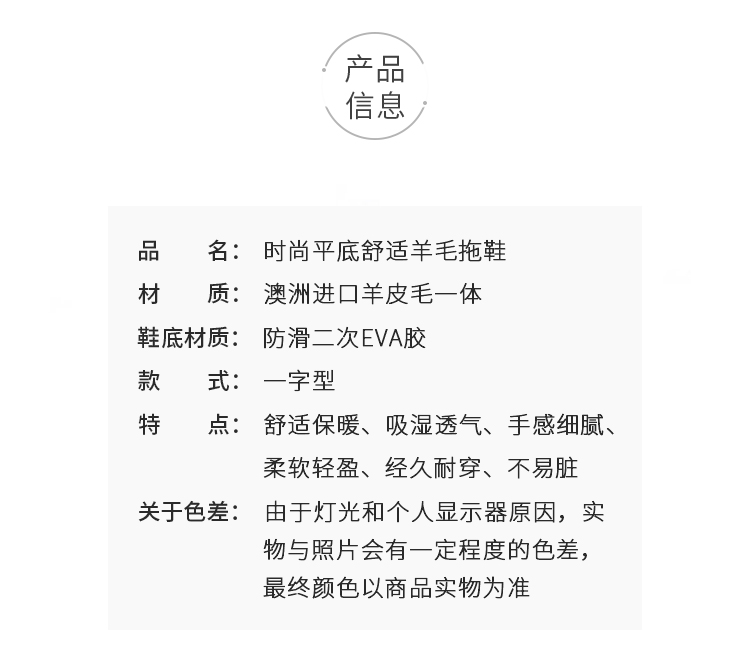 产品
信息
品　　名： 时尚平底舒适羊毛拖鞋
材　　质： 澳洲进口羊皮毛一体
鞋底材质： 防滑二次EVA胶
款　　式： 一字型
特　　点： 舒适保暖、吸湿透气、手感细腻、
柔软轻盈、经久耐穿、不易脏
关于色差： 由于灯光和个人显示器原因，实
物与照片会有一定程度的色差，
最终颜色以商品实物为准